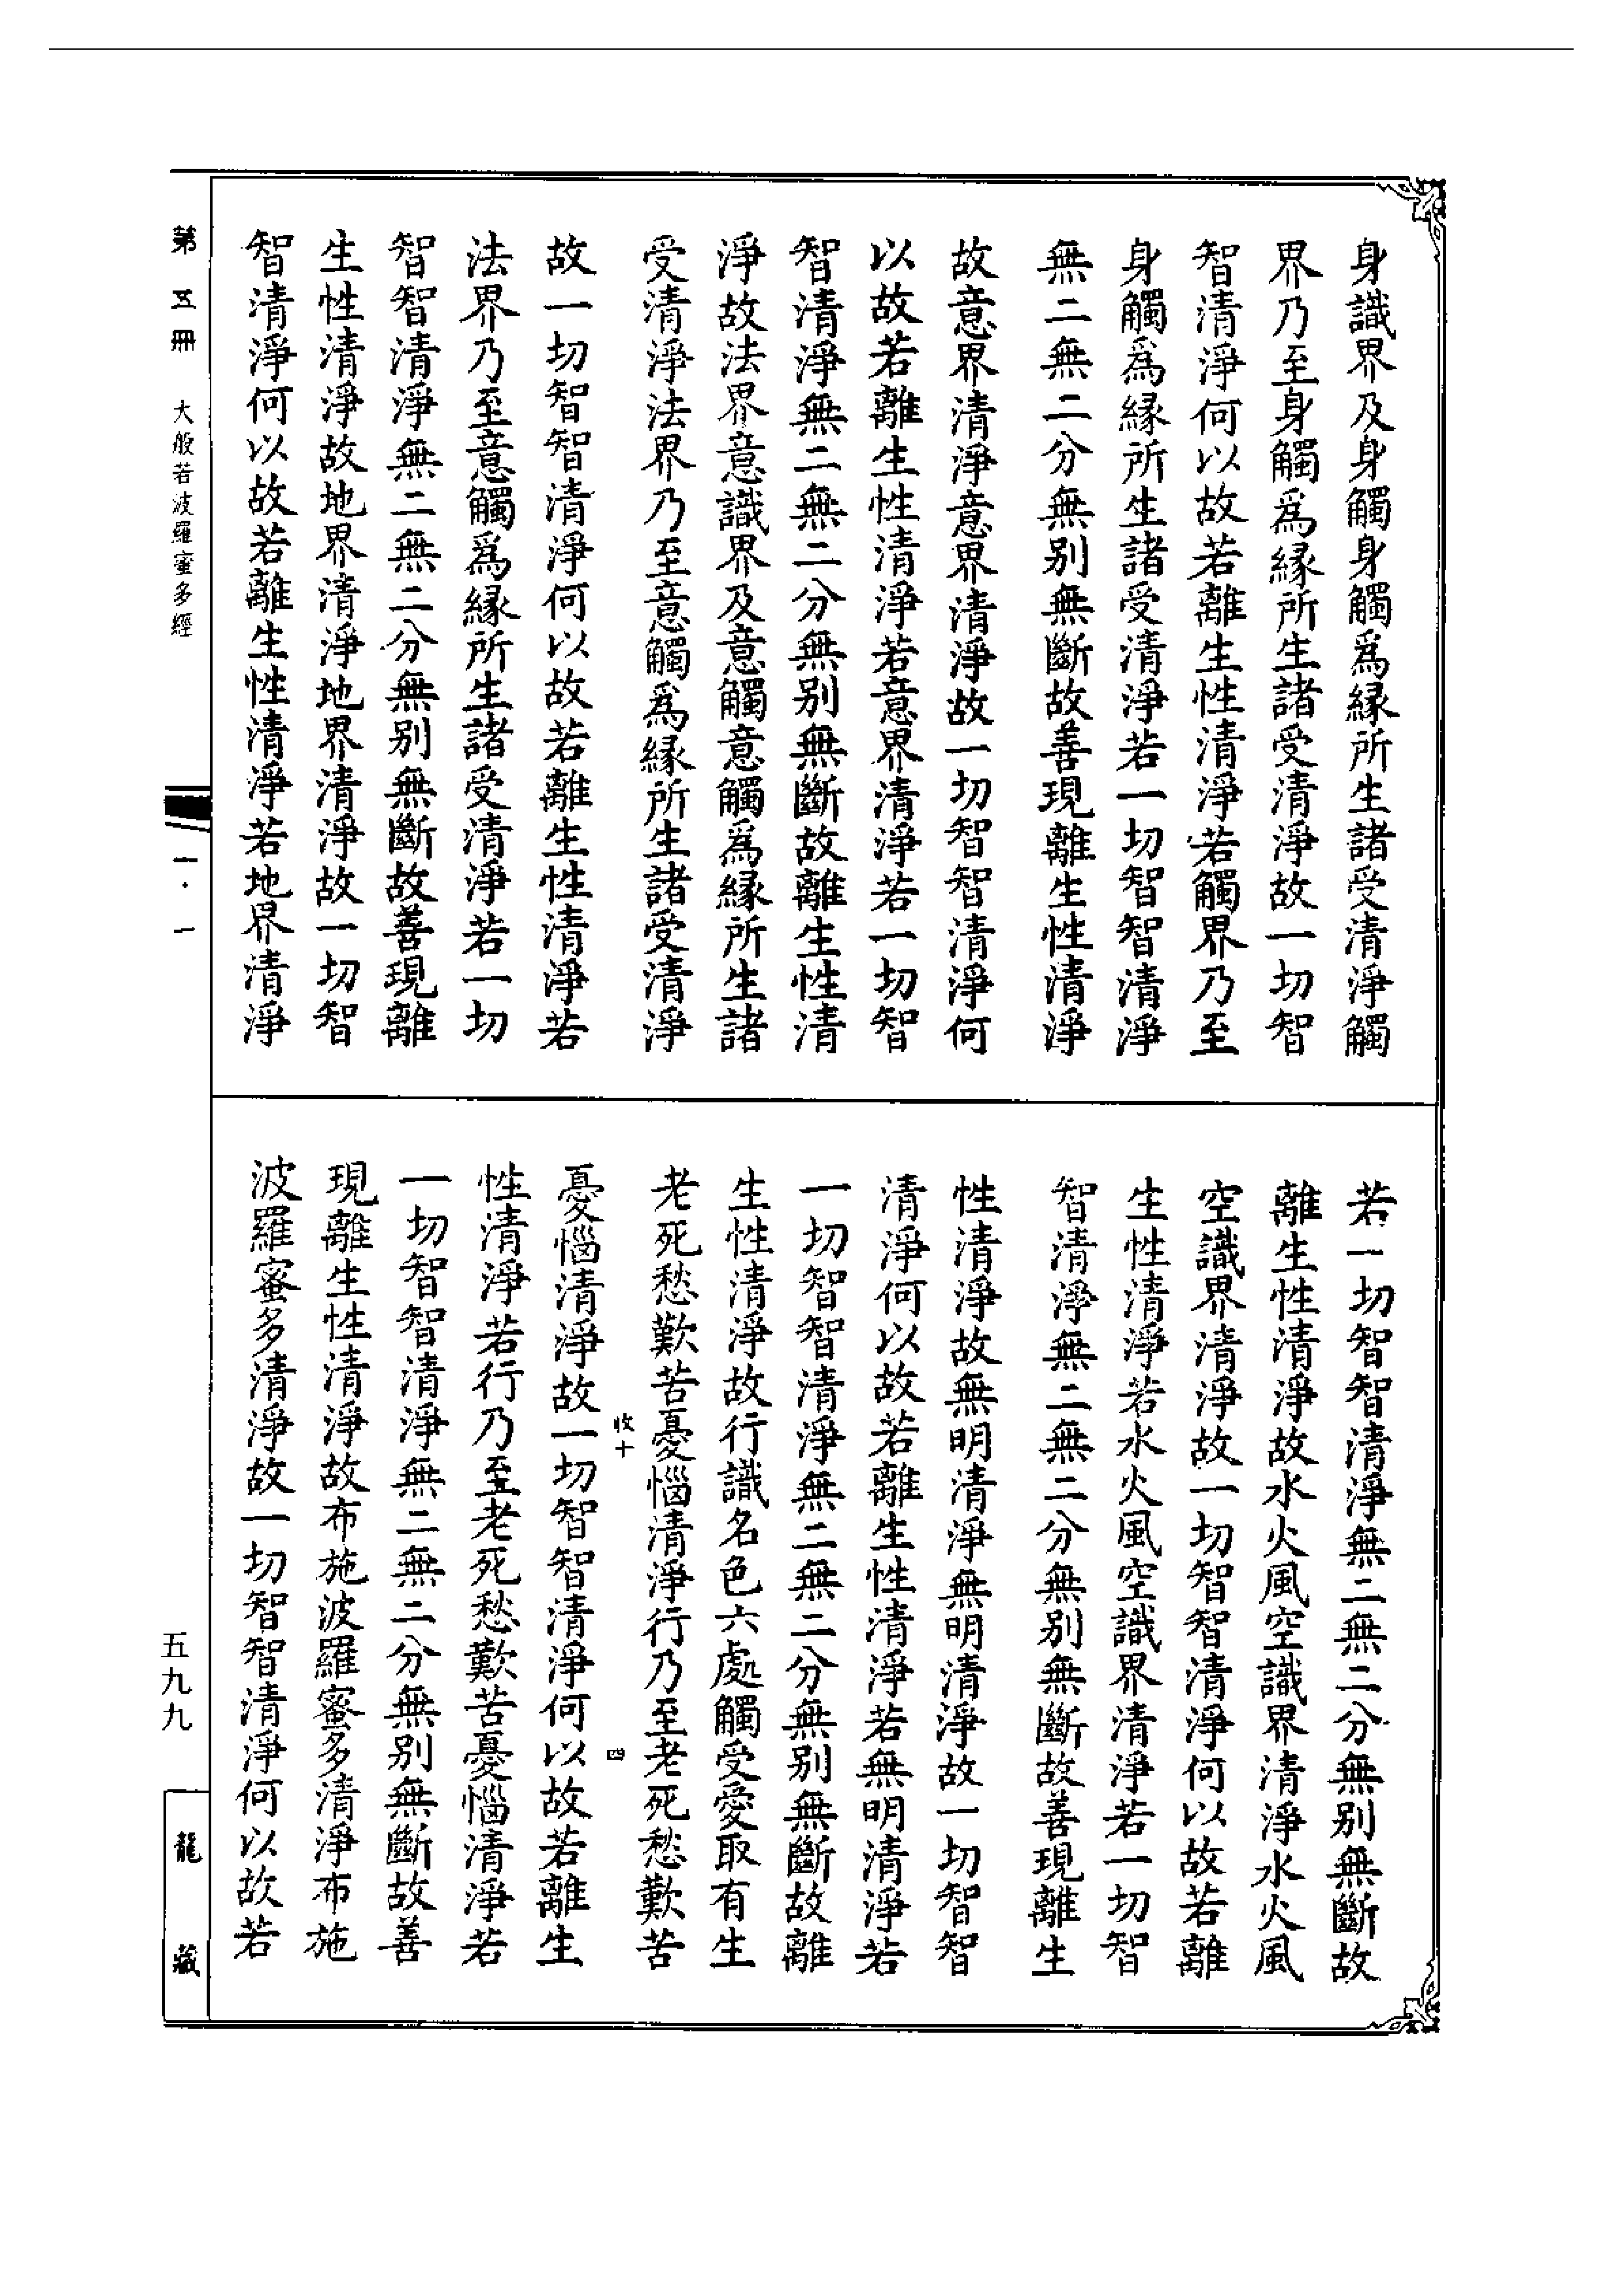 身識界及身觸身觸爲緣所生諸受清淨觸
界乃至身觸爲緣所生諸受清淨故一切智
智清淨何以故若離生性清淨若觸界乃至
身觸爲緣所生諸受清淨若一切智智清淨
無二無二分無别無斷故善現離生性清淨
故意界清淨意界清淨故一切智智清淨何
以故若離生性清淨若意界清淨若一切智
智清淨無二無二分無别無斷故離生性清
淨故法界意識界及意觸意觸爲緣所生諸
受清淨法界乃至意觸爲緣所生諸受清淨
故一切智智清淨何以故若離生性清淨若
法界乃至意觸爲緣所生諸受清淨若一切
智智清淨無二無二分無别無斷故善現離
生性清淨故地界清淨地界清淨故一切智
智清淨何以故若離生性清淨若地界清淨
若一切智智清淨無二無二分無别無斷故
離生性清淨故水火風空識界清淨水火風
空識界清淨故一切智智清淨何以故若離
生性清淨若水火風空識界清淨若一切智
智清淨無二無二分無别無斷故善現離生
性清淨故無明清淨無明清淨故一切智智
清淨何以故若離生性清淨若無明清淨若
一切智智清淨無二無二分無别無斷故離
生性清淨故行識名色六處觸受愛取有生
老死愁歎苦憂惱清淨行乃至老死愁歎苦
收十 四
憂惱清淨故一切智智清淨何以故若離生
性清淨若行乃至老死愁歎苦憂惱清淨若
一切智智清淨無二無二分無别無斷故善
現離生性清淨故布施波羅蜜多清淨布施
波羅蜜多清淨故一切智智清淨何以故若
第五冊 大般若波羅蜜多經 一·一
五九九
龍藏